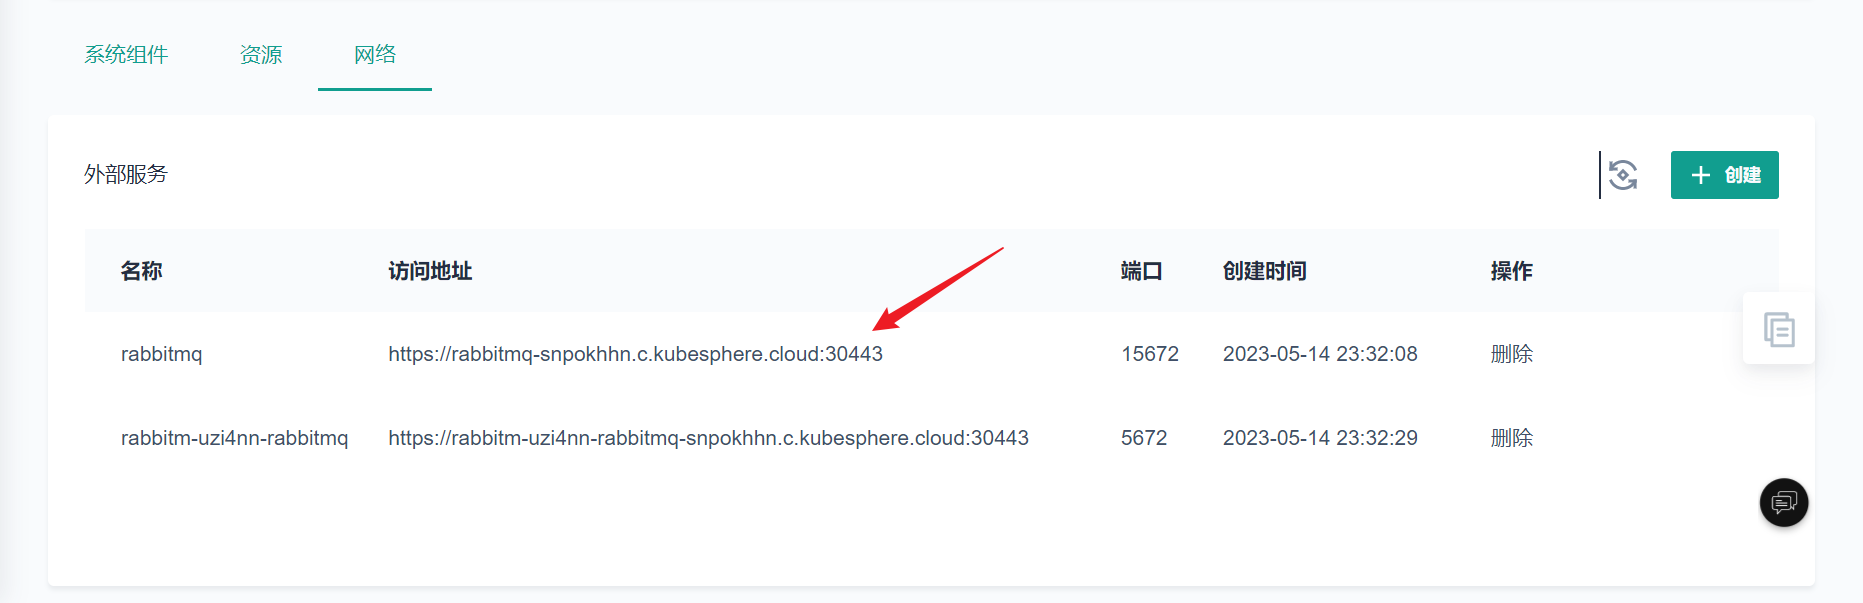 系统组件 资源 网络
外部服务
创建
名称 访问地址 端口 创建时间 操作
rabbitmq https://rabbitmq-snpokhhn.c.kubesphere.cloud:30443 15672 2023-05-14 23:32:08 删除
rabbitm-uzi4nn-rabbitmq https://rabbitm-uzi4nn-rabbitmq-snpokhhn.c.kubesphere.cloud:30443 5672 2023-05-14 23:32:29 删除